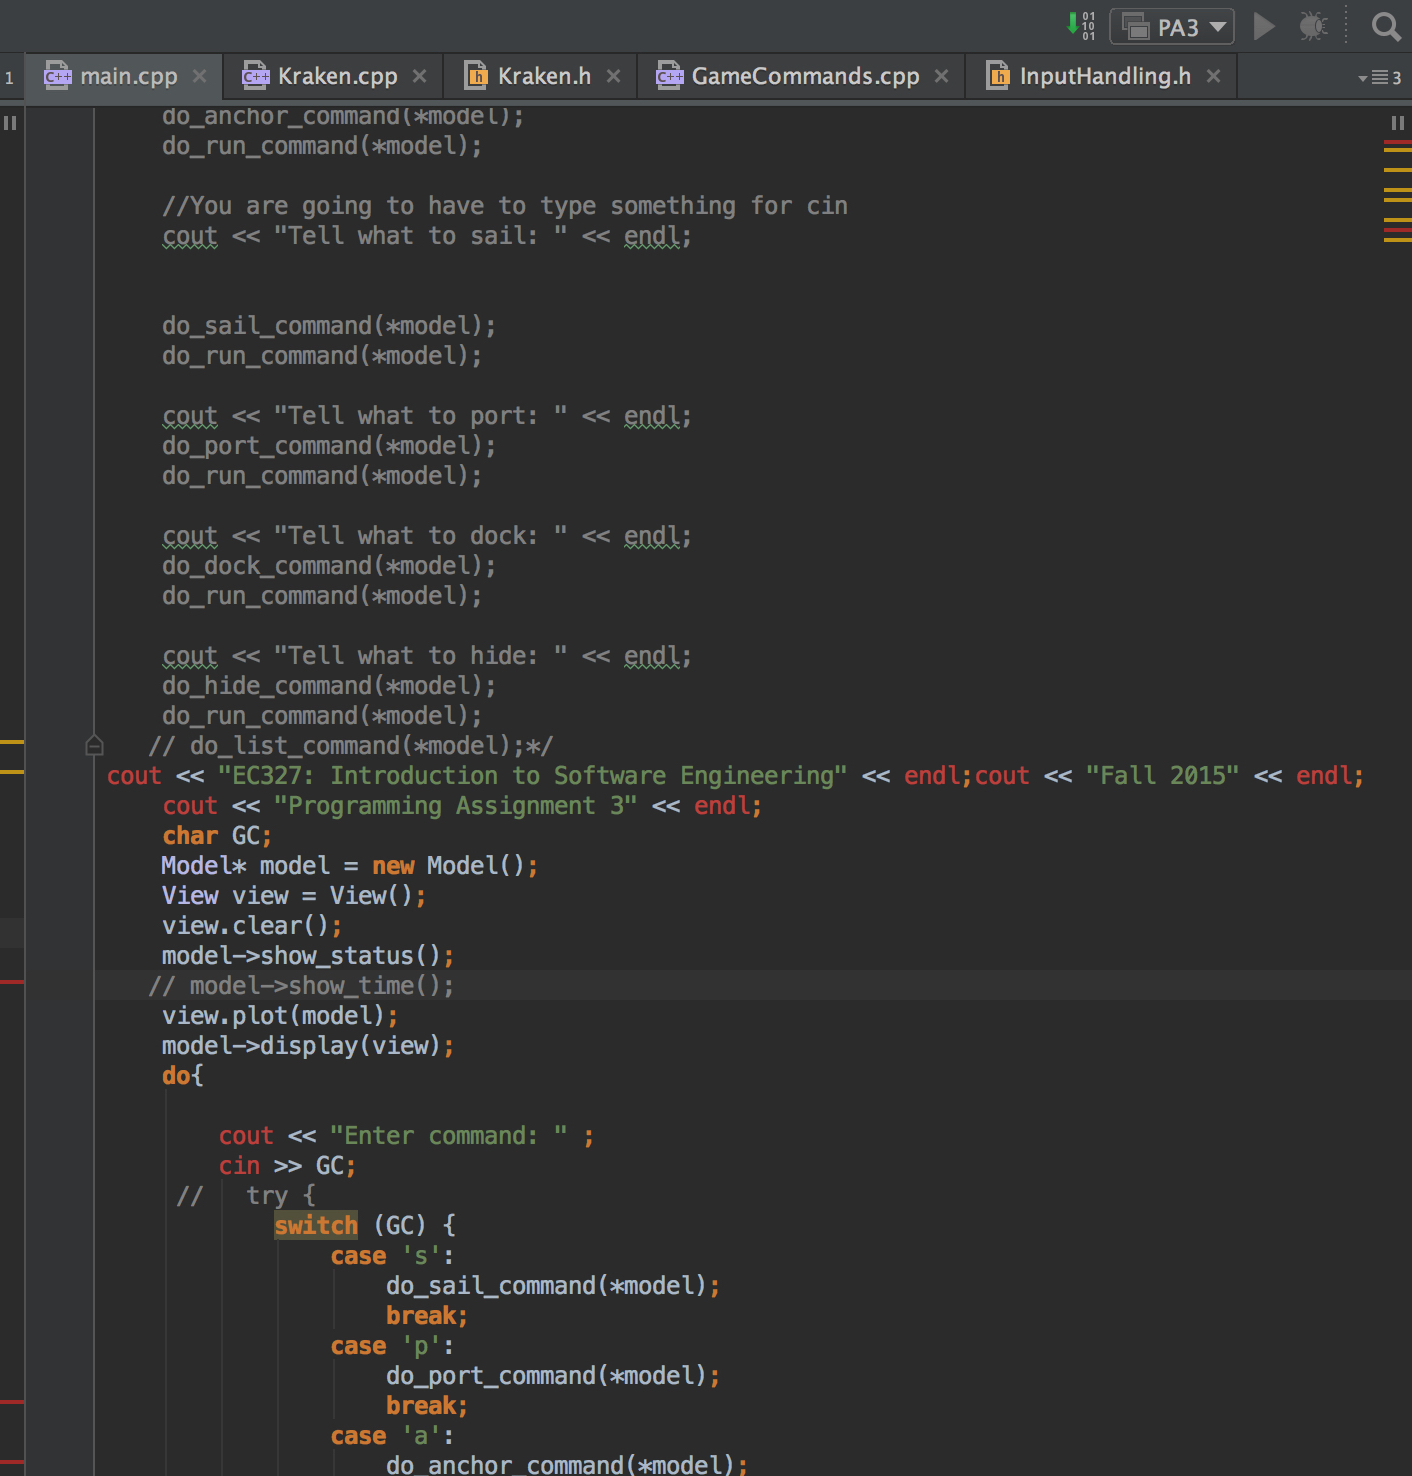 01
10
01
PA3
1 main.cpp Kraken.cpp Kraken.h GameCommands.cpp InputHandling.h 3
do_anchor_command(*model);
do_run_command(*model);
//You are going to have to type something for cin
cout << "Tell what to sail: " << endl;
do_sail_command(*model);
do_run_command(*model);
cout << "Tell what to port: " << endl;
do_port_command(*model);
do_run_command(*model);
cout << "Tell what to dock: " << endl;
do_dock_command(*model);
do_run_command(*model);
cout << "Tell what to hide: " << endl;
do_hide_command(*model);
do_run_command(*model);
// do_list_command(*model);*/
cout << "EC327: Introduction to Software Engineering" << endl;cout << "Fall 2015" << endl;
cout << "Programming Assignment 3" << endl;
char GC;
Model* model = new Model();
View view = View();
view.clear();
model->show_status();
// model->show_time();
view.plot(model);
model->display(view);
do{
cout << "Enter command: " ;
cin >> GC;
// try {
switch (GC) {
case 's':
do_sail_command(*model);
break;
case 'p':
do_port_command(*model);
break;
case 'a':
do_anchor_command(*model);